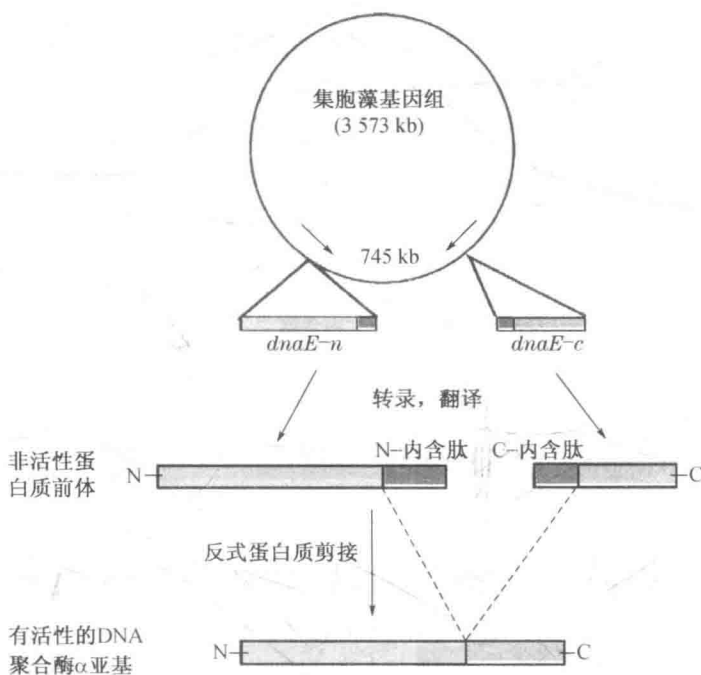 集胞藻基因组
(3 573 kb)
745 kb
dnaE-n
dnaE-c
转录，翻译
非活性蛋
白质前体
N
N-内含肽
C-内含肽
C
反式蛋白质剪接
有活性的DNA
聚合酶α亚基
N
C